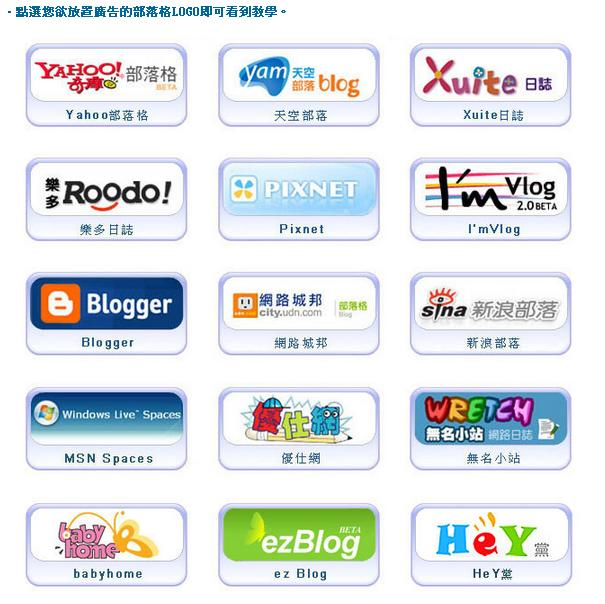 - 點選您欲放置廣告的部落格LOGO即可看到教學。
YAHOO! 奇摩 部落格 BETA
yam 天空部落 blog
Xuite 日誌
Yahoo部落格
天空部落
Xuite日誌
樂多 Roodo!
PIXNET
I'm Vlog 2.0 BETA
樂多日誌
Pixnet
I'mVlog
Blogger
網路城邦 city.udn.com 部落格 Blog
sina 新浪部落
Blogger
網路城邦
新浪部落
Windows Live™ Spaces
優仕網
WRETCH 無名小站 網路日誌
MSN Spaces
優仕網
無名小站
baby home
ezBlog BETA
HeY 黨
babyhome
ez Blog
HeY黨